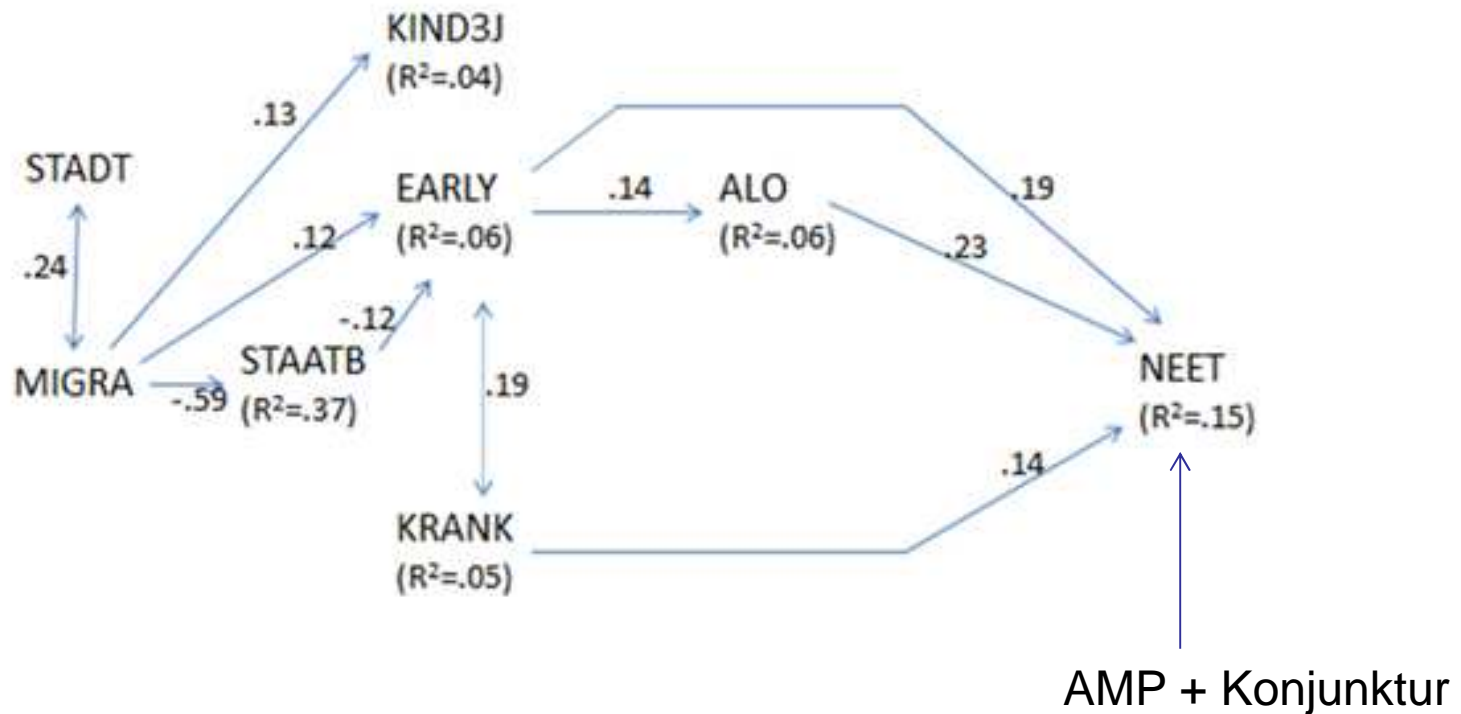 KIND3J
(R²=.04)
.13
STADT
EARLY
(R²=.06)
.14
ALO
(R²=.06)
.19
.12
.24
.23
-.12
STAATB
(R²=.37)
MIGRA
-.59
.19
NEET
(R²=.15)
.14
KRANK
(R²=.05)
AMP + Konjunktur